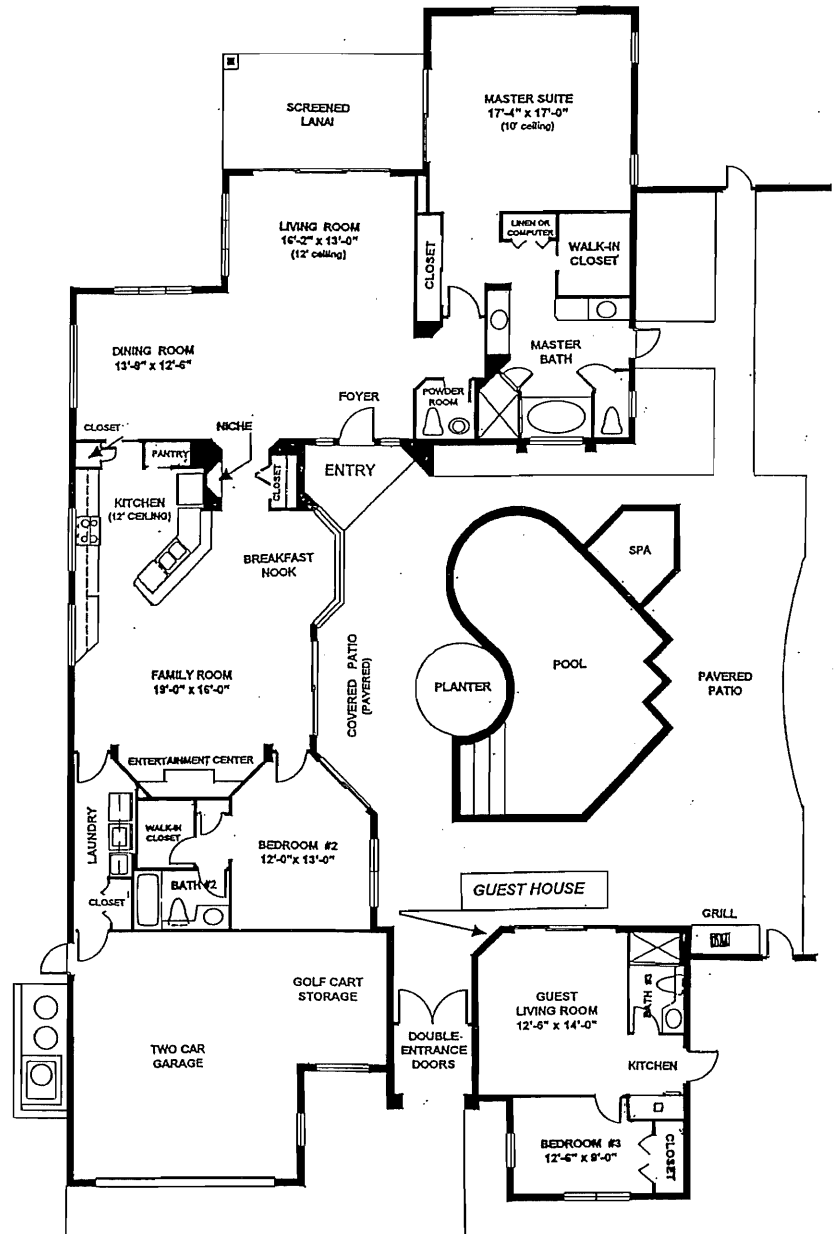 MASTER SUITE
17'-4" x 17'-0"
(10' ceiling)
SCREENED
LANAI
LIVING ROOM
16'-2" x 13'-0"
(12' ceiling)
CLOSET
LINEN OR
COMPUTER
WALK-IN
CLOSET
MASTER
BATH
DINING ROOM
13'-9" x 12'-6"
FOYER
POWDER
ROOM
CLOSET
NICHE
PANTRY
ENTRY
CLOSET
KITCHEN
(12' CEILING)
BREAKFAST
NOOK
SPA
FAMILY ROOM
19'-0" x 16'-0"
COVERED PATIO
(PAVERED)
PLANTER
POOL
PAVERED
PATIO
ENTERTAINMENT CENTER
LAUNDRY
WALK-IN
CLOSET
BEDROOM #2
12'-0" x 13'-0"
BATH #2
CLOSET
GUEST HOUSE
GRILL
GOLF CART
STORAGE
GUEST
LIVING ROOM
12'-6" x 14'-0"
BATH #3
TWO CAR
GARAGE
DOUBLE-
ENTRANCE
DOORS
KITCHEN
BEDROOM #3
12'-6" x 9'-0"
CLOSET